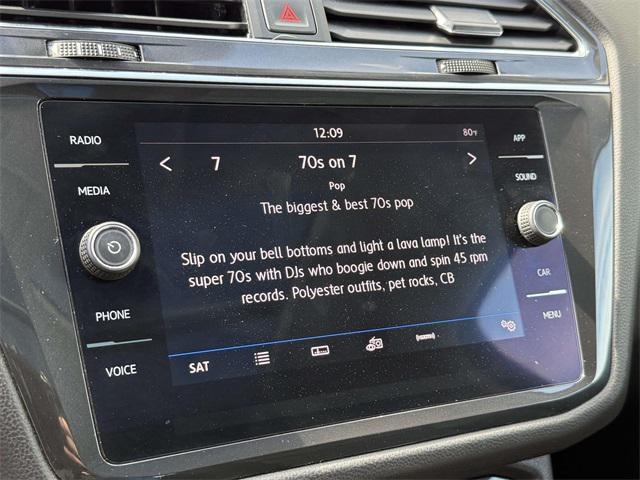 12:09
80°F
RADIO
MEDIA
PHONE
VOICE
7
70s on 7
Pop
The biggest & best 70s pop
Slip on your bell bottoms and light a lava lamp! It's the
super 70s with DJs who boogie down and spin 45 rpm
records. Polyester outfits, pet rocks, CB
SAT
APP
SOUND
CAR
MENU